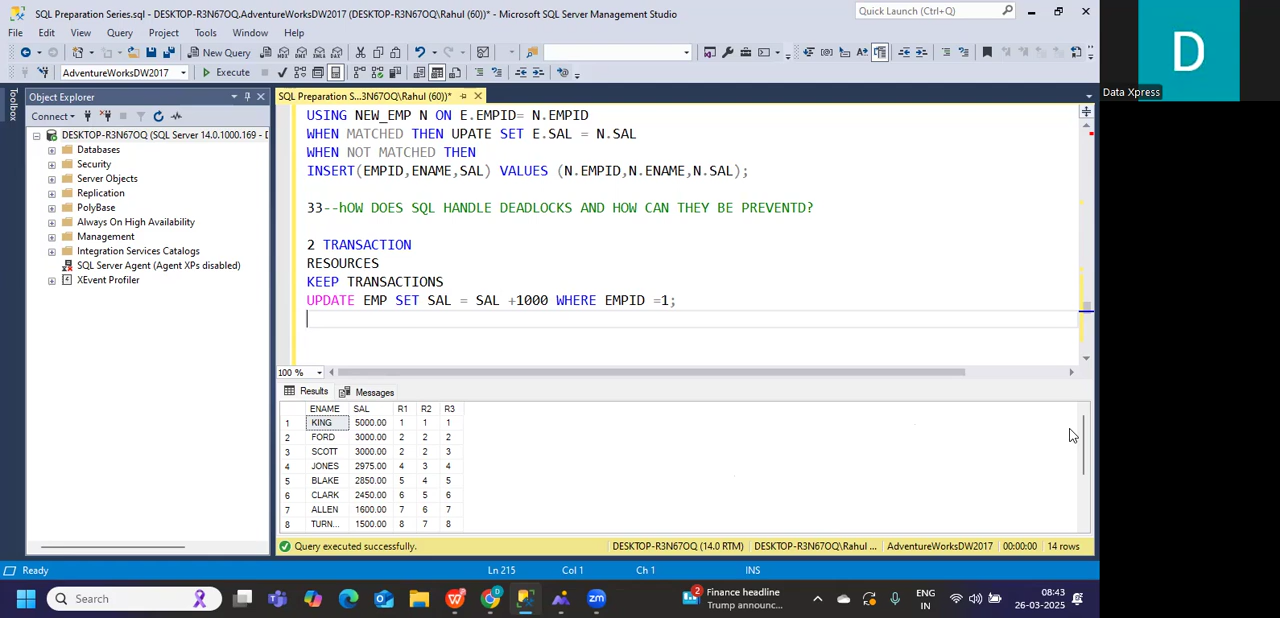 SQL Preparation Series.sql - DESKTOP-R3N67OQ.AdventureWorksDW2017 (DESKTOP-R3N67OQ\Rahul (60))* - Microsoft SQL Server Management Studio
Quick Launch (Ctrl+Q)
File Edit View Query Project Tools Window Help
New Query
AdventureWorksDW2017
Execute
Toolbox
Object Explorer
Connect
DESKTOP-R3N67OQ (SQL Server 14.0.1000.169 - D
Databases
Security
Server Objects
Replication
PolyBase
Always On High Availability
Management
Integration Services Catalogs
SQL Server Agent (Agent XPs disabled)
XEvent Profiler
SQL Preparation S...3N67OQ\Rahul (60))*
USING NEW_EMP N ON E.EMPID= N.EMPID
WHEN MATCHED THEN UPATE SET E.SAL = N.SAL
WHEN NOT MATCHED THEN
INSERT(EMPID,ENAME,SAL) VALUES (N.EMPID,N.ENAME,N.SAL);
33--hOW DOES SQL HANDLE DEADLOCKS AND HOW CAN THEY BE PREVENTD?
2 TRANSACTION
RESOURCES
KEEP TRANSACTIONS
UPDATE EMP SET SAL = SAL +1000 WHERE EMPID =1;
100 %
Results Messages
ENAME SAL R1 R2 R3
1 KING 5000.00 1 1 1
2 FORD 3000.00 2 2 2
3 SCOTT 3000.00 2 2 3
4 JONES 2975.00 4 3 4
5 BLAKE 2850.00 5 4 5
6 CLARK 2450.00 6 5 6
7 ALLEN 1600.00 7 6 7
8 TURN... 1500.00 8 7 8
Query executed successfully.
DESKTOP-R3N67OQ (14.0 RTM) DESKTOP-R3N67OQ\Rahul ... AdventureWorksDW2017 00:00:00 14 rows
Ready Ln 215 Col 1 Ch 1 INS
D
Data Xpress
Search
2
Finance headline
Trump announc...
ENG
IN
08:43
26-03-2025